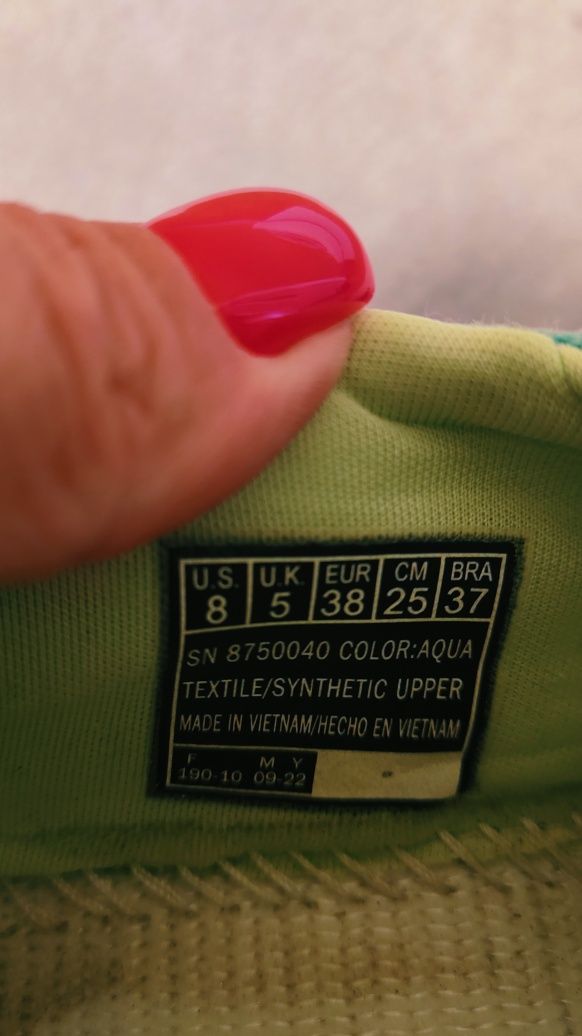 U.S. U.K. EUR CM BRA
8 5 38 25 37
SN 8750040 COLOR:AQUA
TEXTILE/SYNTHETIC UPPER
MADE IN VIETNAM/HECHO EN VIETNAM
F M Y
190-10 09-22